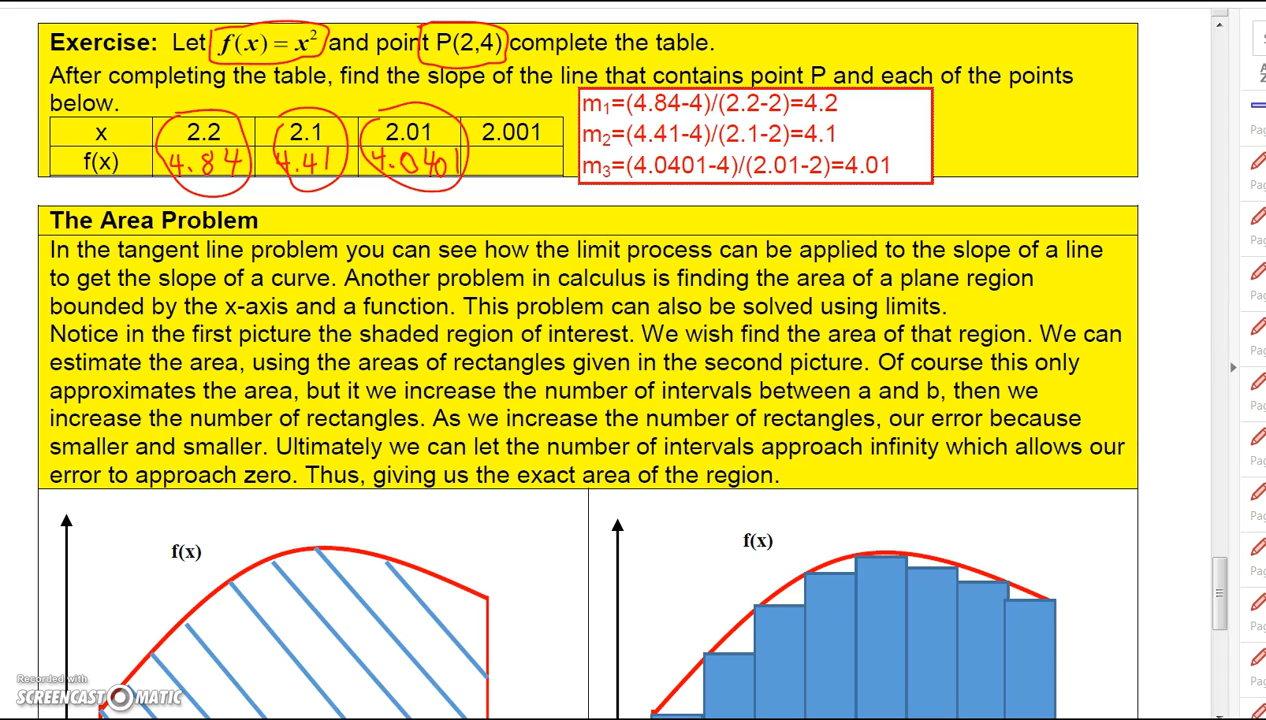 Exercise: Let f(x) = x² and point P(2,4) complete the table.
After completing the table, find the slope of the line that contains point P and each of the points
below.
x 2.2 2.1 2.01 2.001
f(x) 4.84 4.41 4.0401
m₁=(4.84-4)/(2.2-2)=4.2
m₂=(4.41-4)/(2.1-2)=4.1
m₃=(4.0401-4)/(2.01-2)=4.01
The Area Problem
In the tangent line problem you can see how the limit process can be applied to the slope of a line
to get the slope of a curve. Another problem in calculus is finding the area of a plane region
bounded by the x-axis and a function. This problem can also be solved using limits.
Notice in the first picture the shaded region of interest. We wish find the area of that region. We can
estimate the area, using the areas of rectangles given in the second picture. Of course this only
approximates the area, but it we increase the number of intervals between a and b, then we
increase the number of rectangles. As we increase the number of rectangles, our error because
smaller and smaller. Ultimately we can let the number of intervals approach infinity which allows our
error to approach zero. Thus, giving us the exact area of the region.
f(x)
f(x)
Recorded with
SCREENCAST-O-MATIC
Pag
Pag
Pag
Pag
Pag
Pag
Pag
Pag
Pag
Pag
Pag